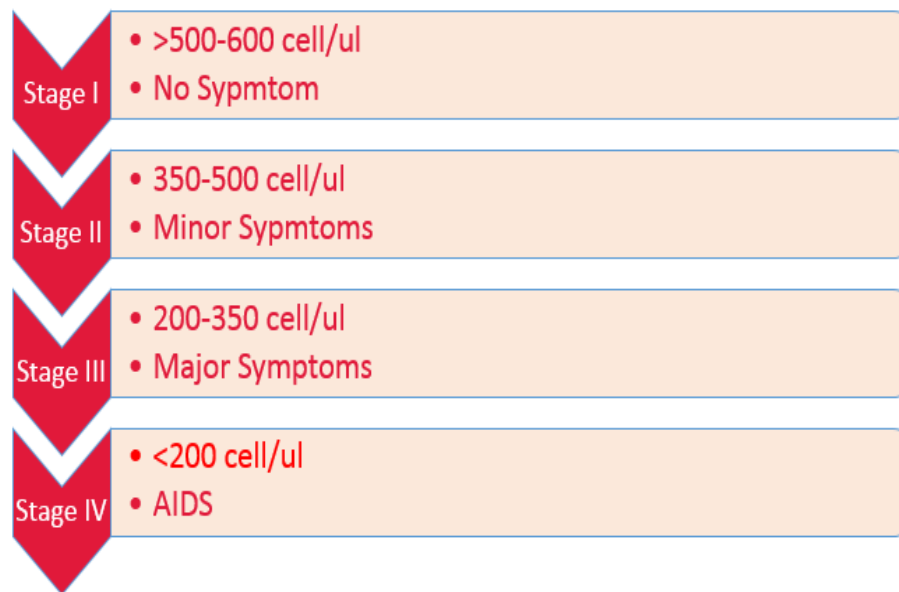 Stage I
• >500-600 cell/ul
• No Sypmtom
Stage II
• 350-500 cell/ul
• Minor Sypmtoms
Stage III
• 200-350 cell/ul
• Major Symptoms
Stage IV
• <200 cell/ul
• AIDS